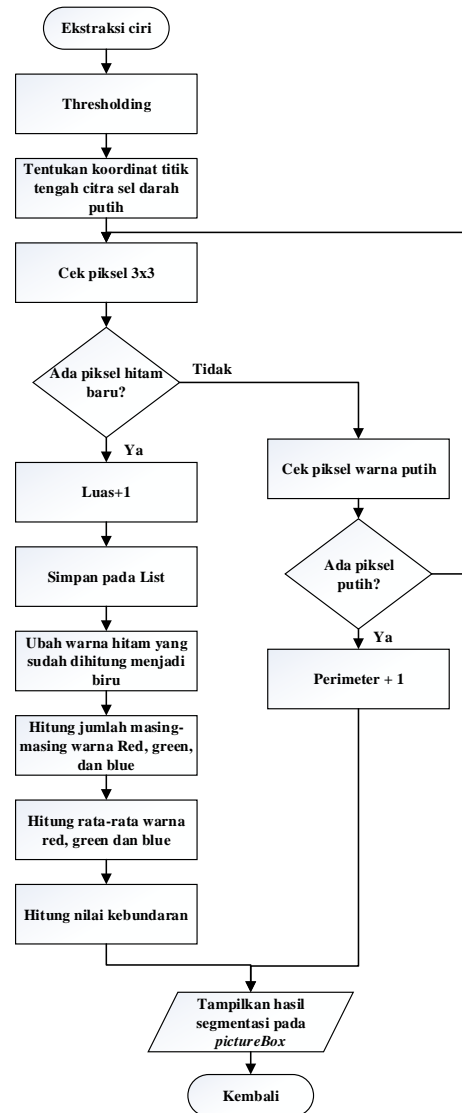 Ekstraksi ciri
Thresholding
Tentukan koordinat titik
tengah citra sel darah
putih
Cek piksel 3x3
Ada piksel hitam
baru?
Tidak
Ya
Luas+1
Simpan pada List
Ubah warna hitam yang
sudah dihitung menjadi
biru
Hitung jumlah masing-
masing warna Red, green,
dan blue
Hitung rata-rata warna
red, green dan blue
Hitung nilai kebundaran
Cek piksel warna putih
Ada piksel
putih?
Ya
Perimeter + 1
Tampilkan hasil
segmentasi pada
pictureBox
Kembali